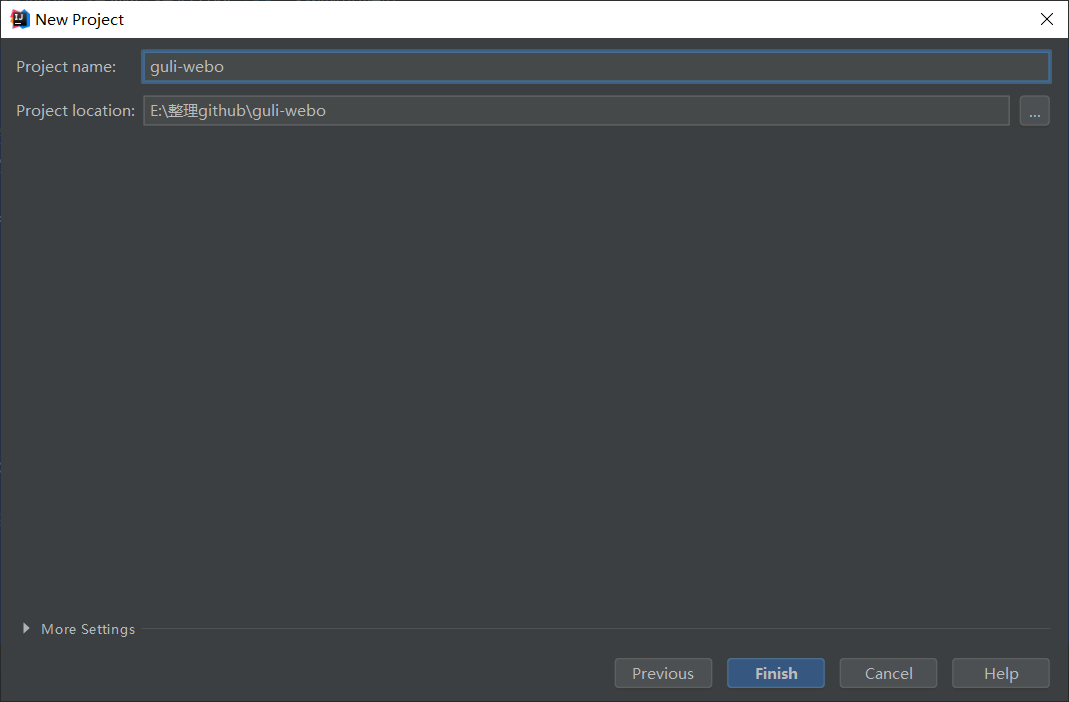 New Project
Project name: guli-webo
Project location: E:\整理github\guli-webo ...
More Settings
Previous Finish Cancel Help